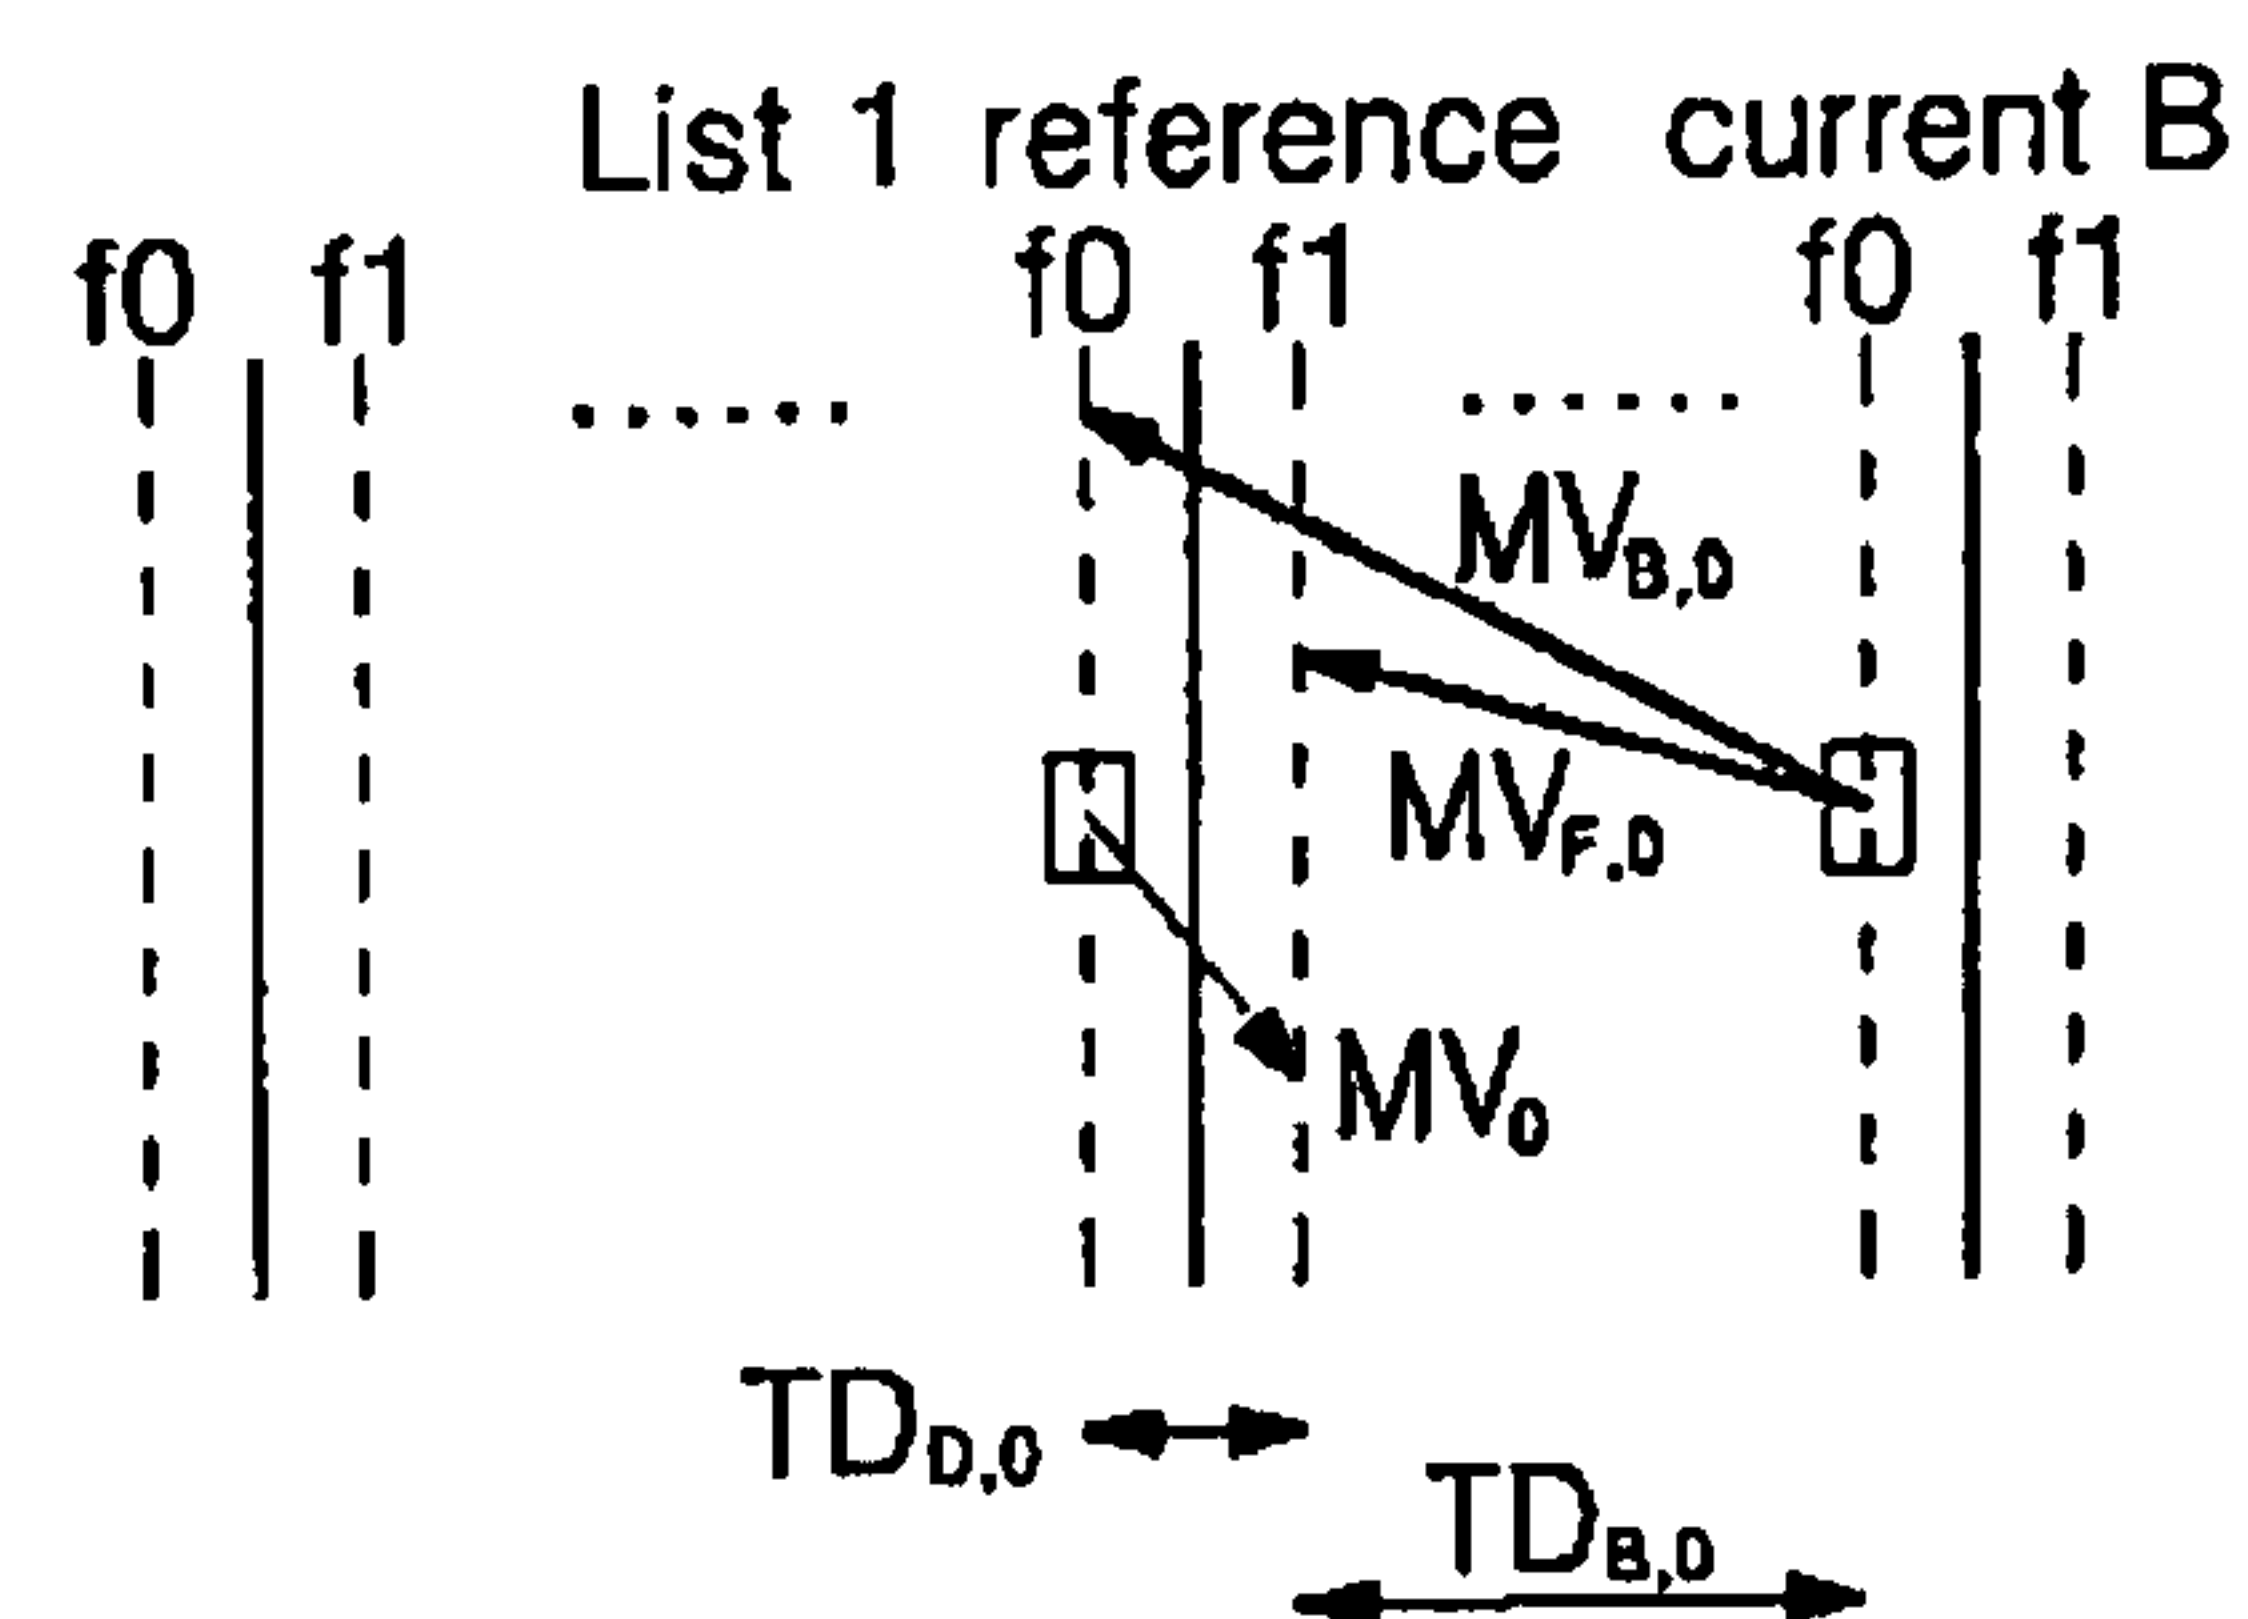 List 1 reference current B
f0 f1 f0 f1 f0 f1
......  ......
MVB,0
MVF,0
MV0
TDD,0
TDB,0